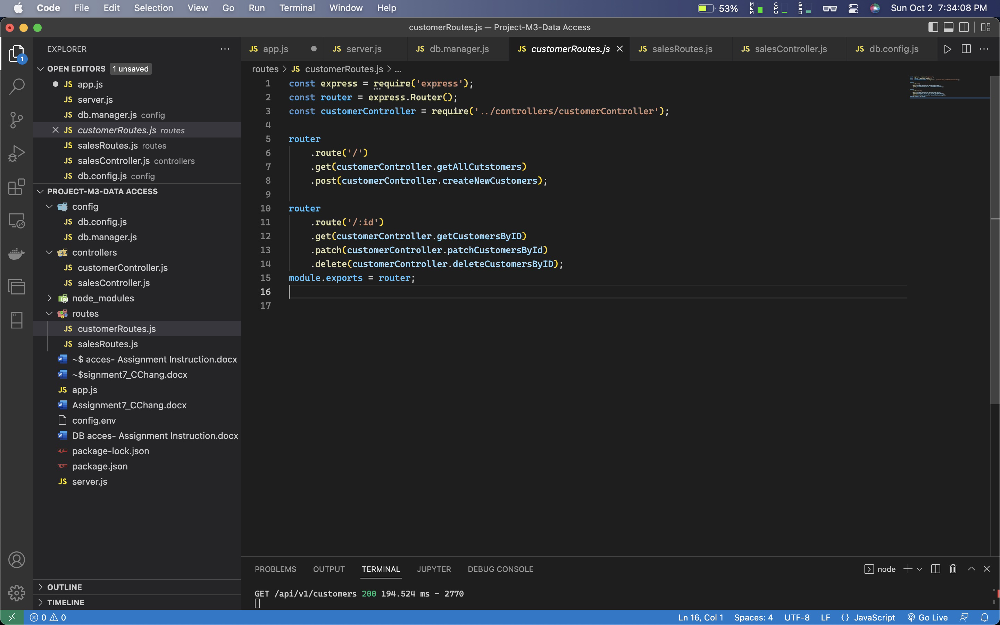 Code File Edit Selection View Go Run Terminal Window Help 53% MEM CPU SSD Sun Oct 2 7:34:08 PM
customerRoutes.js — Project-M3-Data Access
EXPLORER
JS app.js JS server.js JS db.manager.js JS customerRoutes.js JS salesRoutes.js JS salesController.js JS db.config.js
1
OPEN EDITORS 1 unsaved
JS app.js
JS server.js
JS db.manager.js config
JS customerRoutes.js routes
JS salesRoutes.js routes
JS salesController.js controllers
JS db.config.js config
PROJECT-M3-DATA ACCESS
config
JS db.config.js
JS db.manager.js
controllers
JS customerController.js
JS salesController.js
node_modules
routes
JS customerRoutes.js
JS salesRoutes.js
~$ acces- Assignment Instruction.docx
~$signment7_CChang.docx
JS app.js
Assignment7_CChang.docx
config.env
DB acces- Assignment Instruction.docx
package-lock.json
package.json
JS server.js
OUTLINE
TIMELINE
routes > JS customerRoutes.js > ...
1 const express = require('express');
2 const router = express.Router();
3 const customerController = require('../controllers/customerController');
4
5 router
6 .route('/')
7 .get(customerController.getAllCutstomers)
8 .post(customerController.createNewCustomers);
9
10 router
11 .route('/:id')
12 .get(customerController.getCustomersByID)
13 .patch(customerController.patchCustomersById)
14 .delete(customerController.deleteCustomersByID);
15 module.exports = router;
16
17
PROBLEMS OUTPUT TERMINAL JUPYTER DEBUG CONSOLE node
GET /api/v1/customers 200 194.524 ms - 2770
0 0 Ln 16, Col 1 Spaces: 4 UTF-8 LF {} JavaScript Go Live